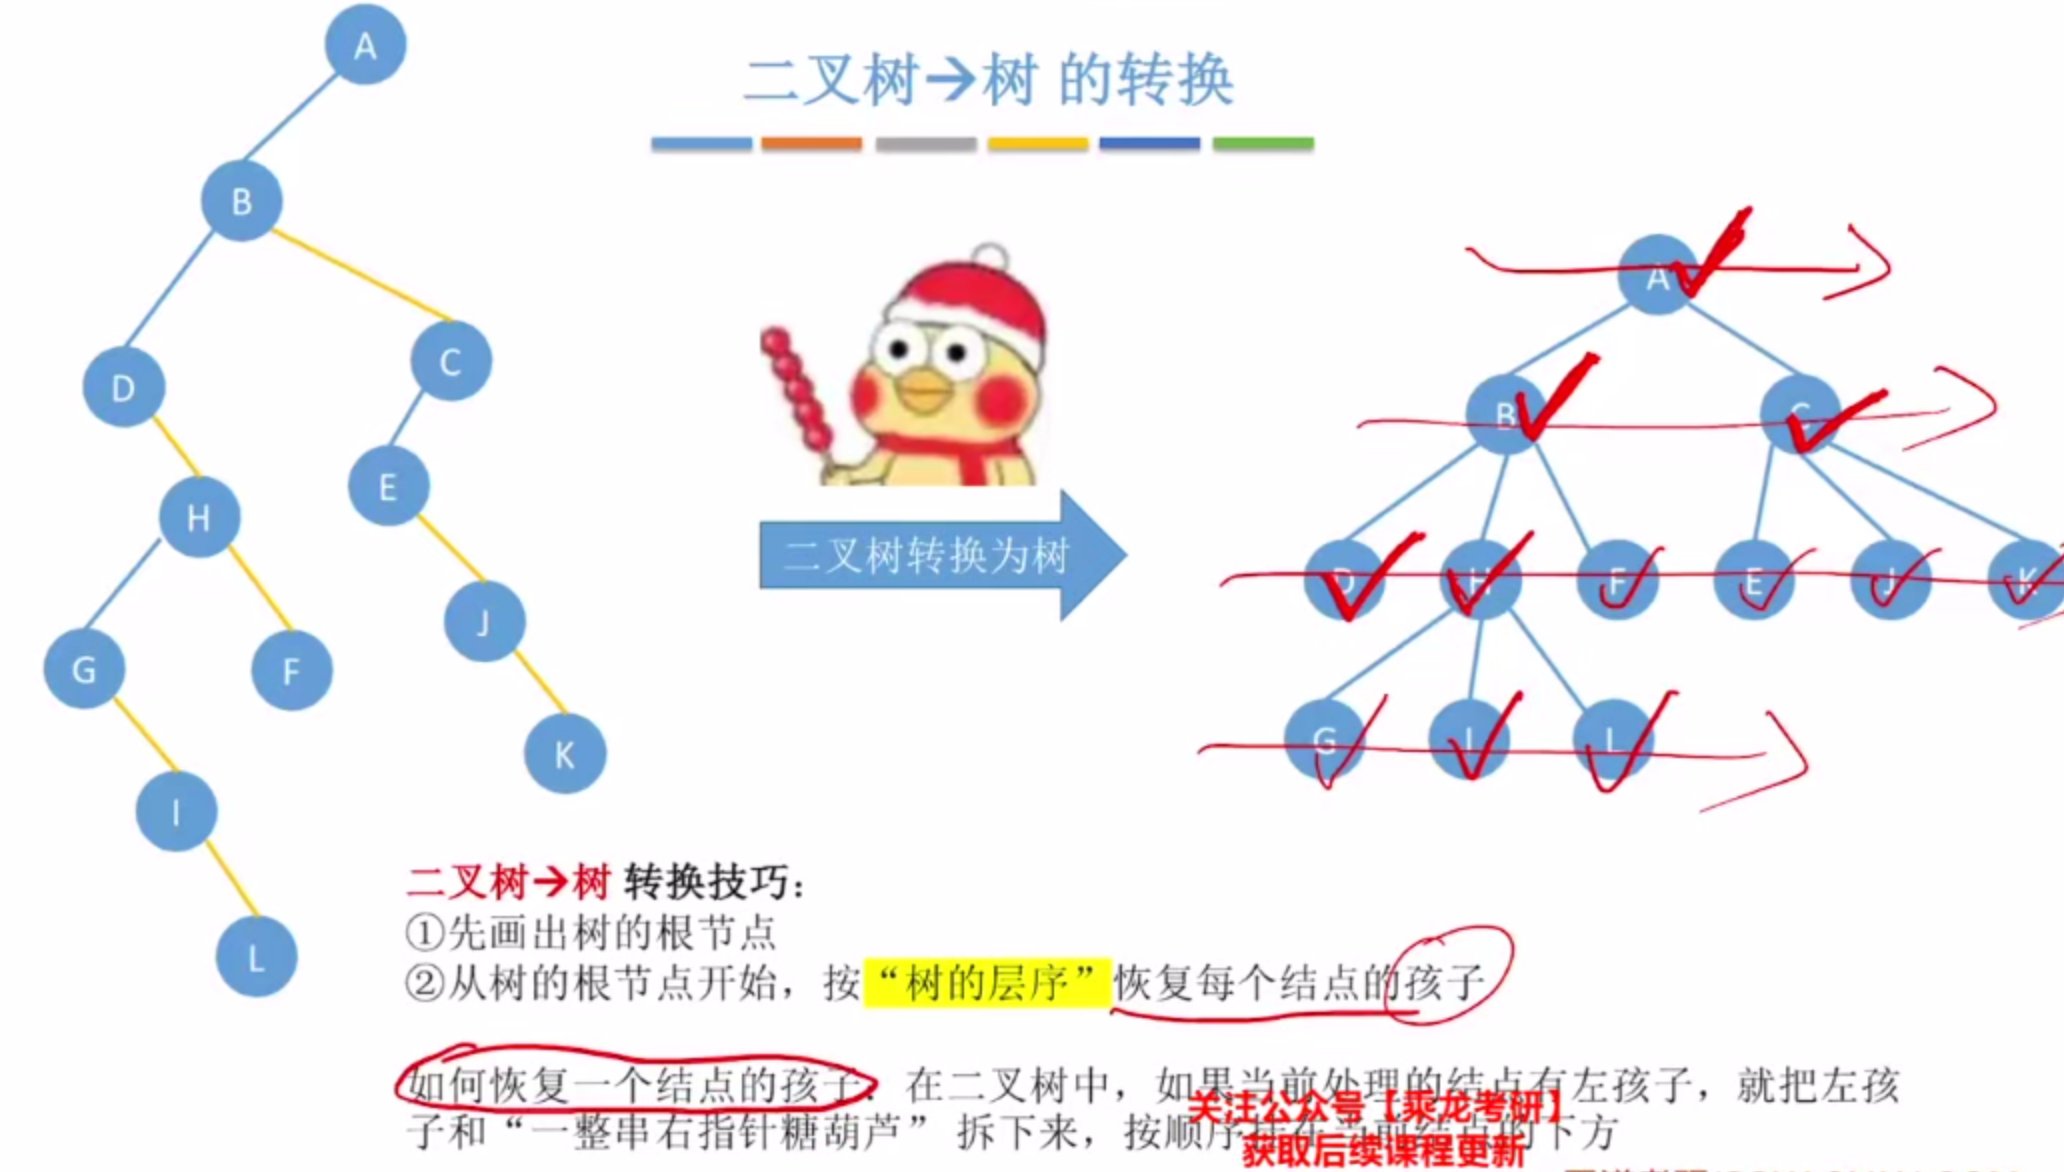 二叉树→树 的转换
A
B
D
C
H
E
G
F
J
I
K
L
二叉树转换为树
A
B C
D H F E J K
G I L
二叉树→树 转换技巧：
①先画出树的根节点
②从树的根节点开始，按“树的层序”恢复每个结点的孩子
如何恢复一个结点的孩子：在二叉树中，如果当前处理的结点有左孩子，就把左孩
子和“一整串右指针糖葫芦” 拆下来，按顺序挂在当前结点的下方
关注公众号【乘龙考研】
获取后续课程更新